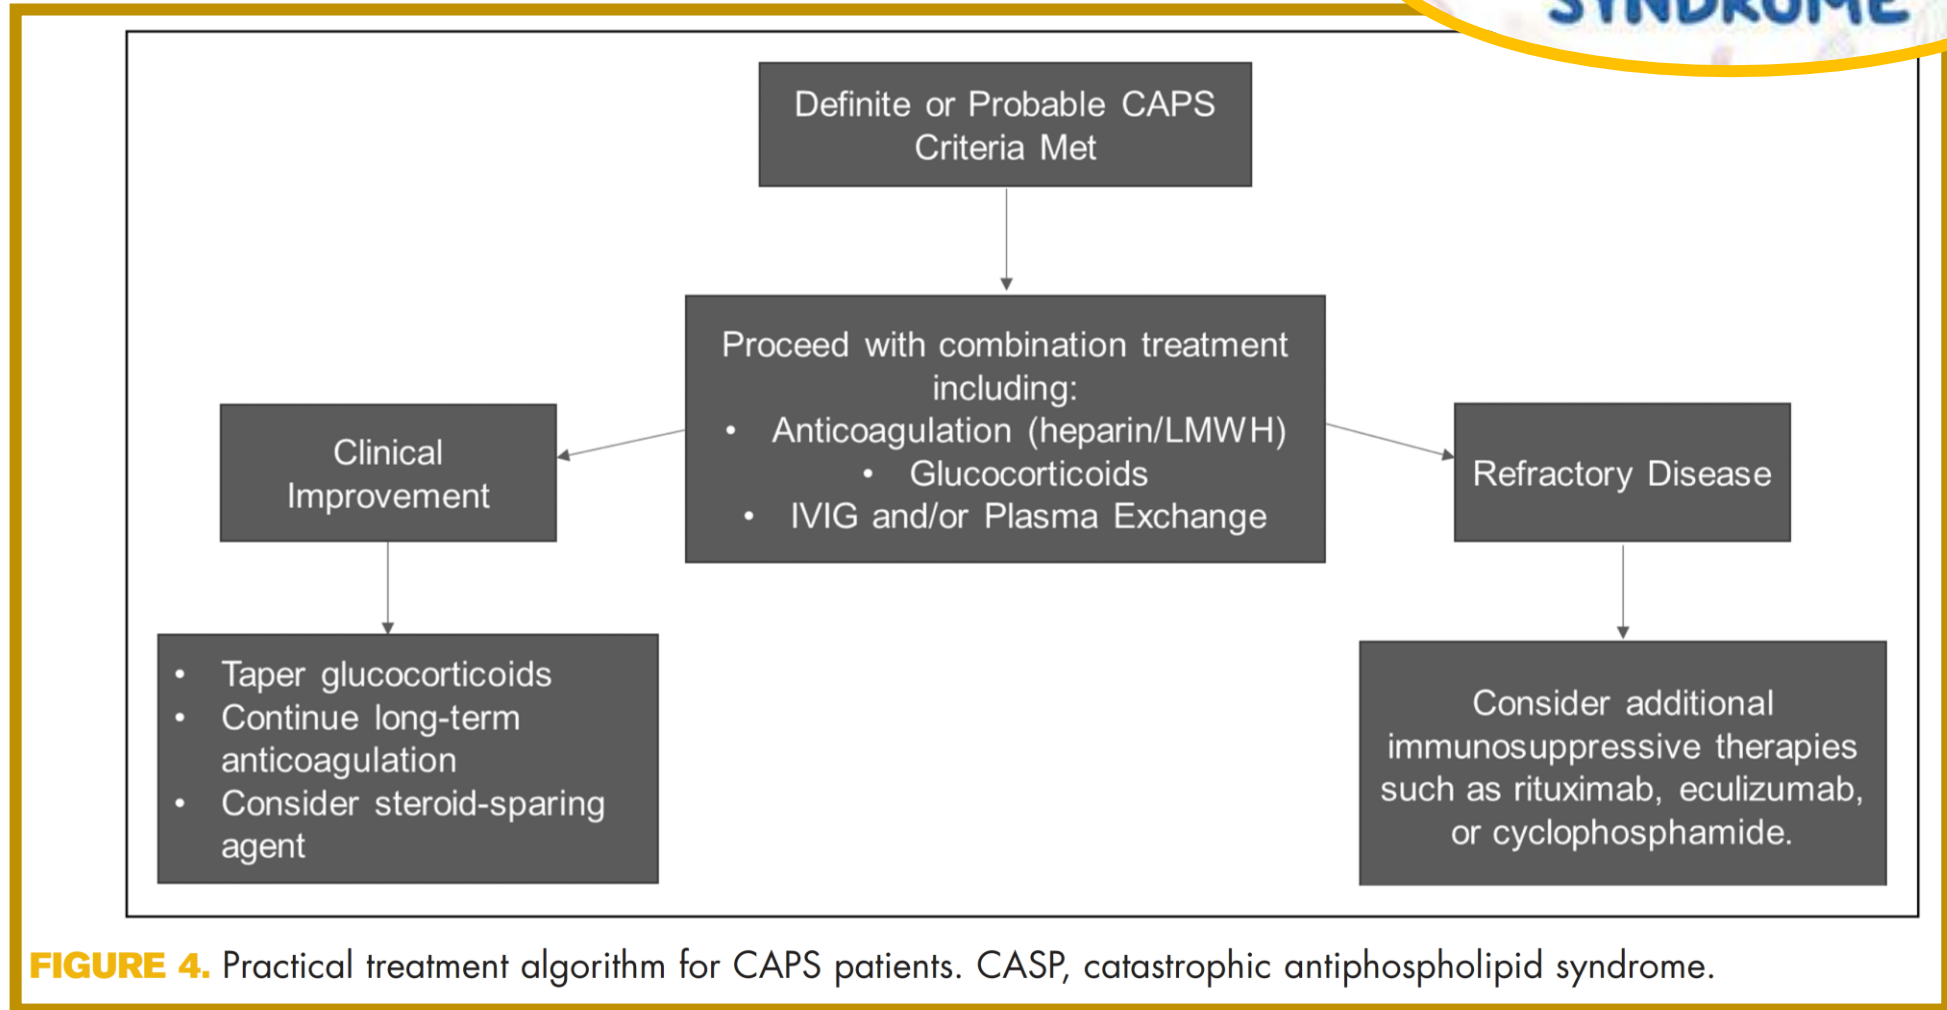 SYNDROME
Definite or Probable CAPS
Criteria Met
Proceed with combination treatment
including:
• Anticoagulation (heparin/LMWH)
• Glucocorticoids
• IVIG and/or Plasma Exchange
Clinical
Improvement
Refractory Disease
• Taper glucocorticoids
• Continue long-term
anticoagulation
• Consider steroid-sparing
agent
Consider additional
immunosuppressive therapies
such as rituximab, eculizumab,
or cyclophosphamide.
FIGURE 4. Practical treatment algorithm for CAPS patients. CASP, catastrophic antiphospholipid syndrome.